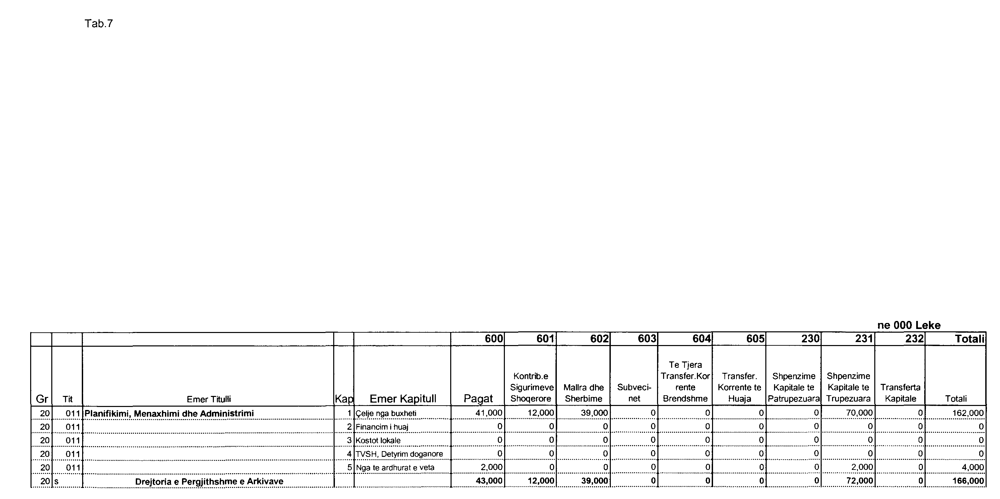 Tab.7
ne 000 Leke
600 601 602 603 604 605 230 231 232 Totali
Te Tjera
Kontrib.e Transfer.Kor Transfer. Shpenzime Shpenzime
Sigurimeve Mallra dhe Subveci- rente Korrente te Kapitale te Kapitale te Transferta
Gr Tit Emer Titulli Kap Emer Kapitull Pagat Shoqerore Sherbime net Brendshme Huaja Patrupezuara Trupezuara Kapitale Totali
20 011 Planifikimi, Menaxhimi dhe Administrimi 1 Çelje nga buxheti 41,000 12,000 39,000 0 0 0 0 70,000 0 162,000
20 011 2 Financim i huaj 0 0 0 0 0 0 0 0 0 0
20 011 3 Kostot lokale 0 0 0 0 0 0 0 0 0 0
20 011 4 TVSH, Detyrim doganore 0 0 0 0 0 0 0 0 0 0
20 011 5 Nga te ardhurat e veta 2,000 0 0 0 0 0 0 2,000 0 4,000
20 s Drejtoria e Pergjithshme e Arkivave 43,000 12,000 39,000 0 0 0 0 72,000 0 166,000